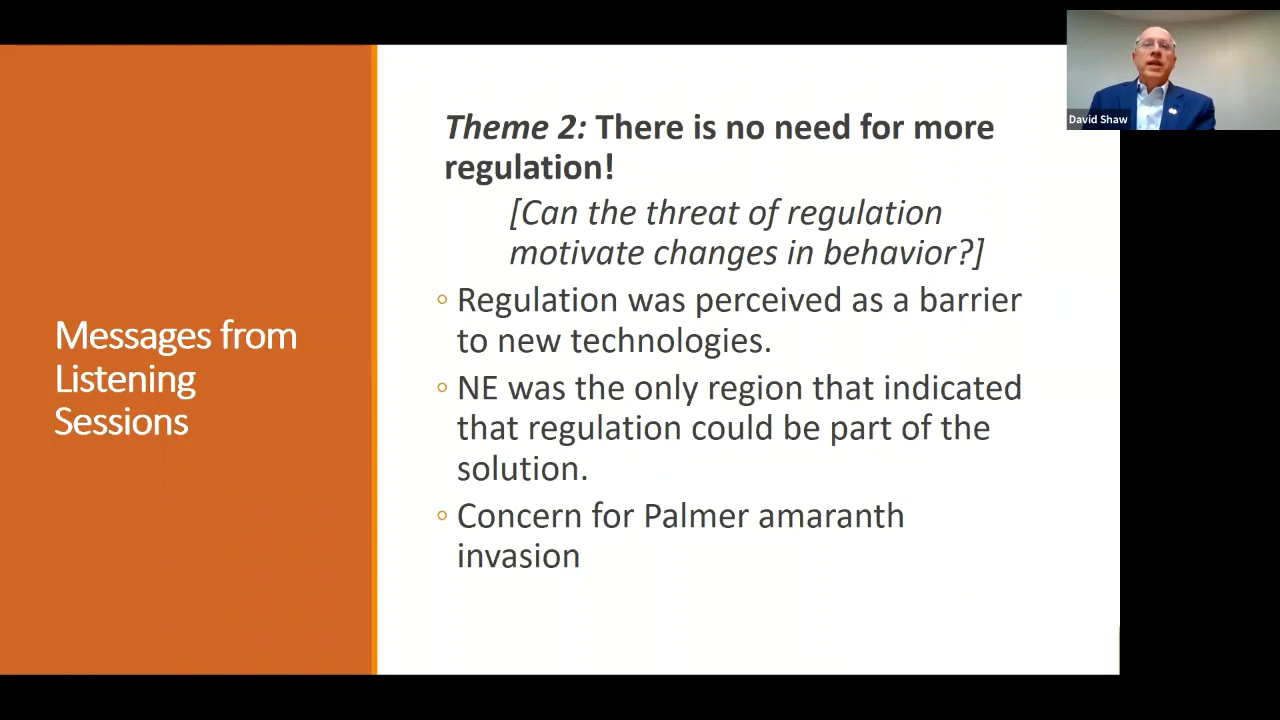 Messages from
Listening
Sessions
Theme 2: There is no need for more
regulation!
[Can the threat of regulation
motivate changes in behavior?]
◦ Regulation was perceived as a barrier
to new technologies.
◦ NE was the only region that indicated
that regulation could be part of the
solution.
◦ Concern for Palmer amaranth
invasion
David Shaw